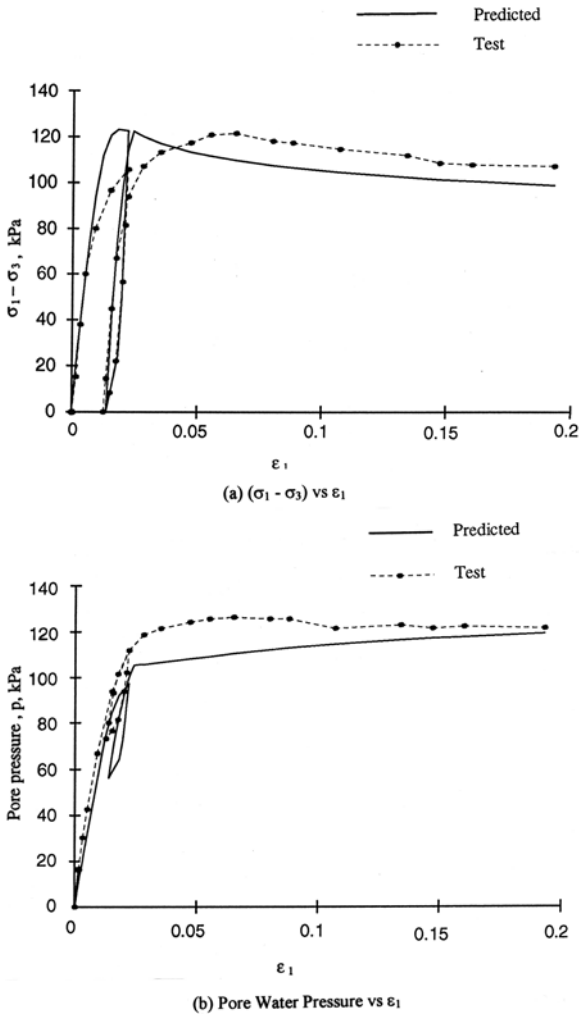 Predicted
Test
140
120
100
80
60
40
20
0
σ₁ – σ₃ , kPa
0
0.05
0.1
0.15
0.2
ε₁
(a) (σ₁ - σ₃) vs ε₁
Predicted
Test
140
120
100
80
60
40
20
0
Pore pressure , p, kPa
0
0.05
0.1
0.15
0.2
ε₁
(b) Pore Water Pressure vs ε₁